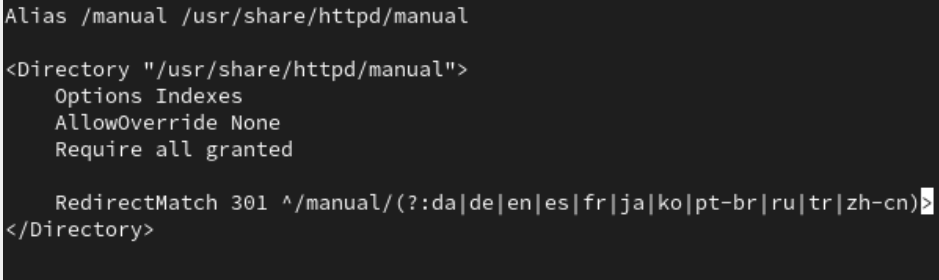 Alias /manual /usr/share/httpd/manual
<Directory "/usr/share/httpd/manual">
Options Indexes
AllowOverride None
Require all granted
RedirectMatch 301 ^/manual/(?:da|de|en|es|fr|ja|ko|pt-br|ru|tr|zh-cn)>
</Directory>